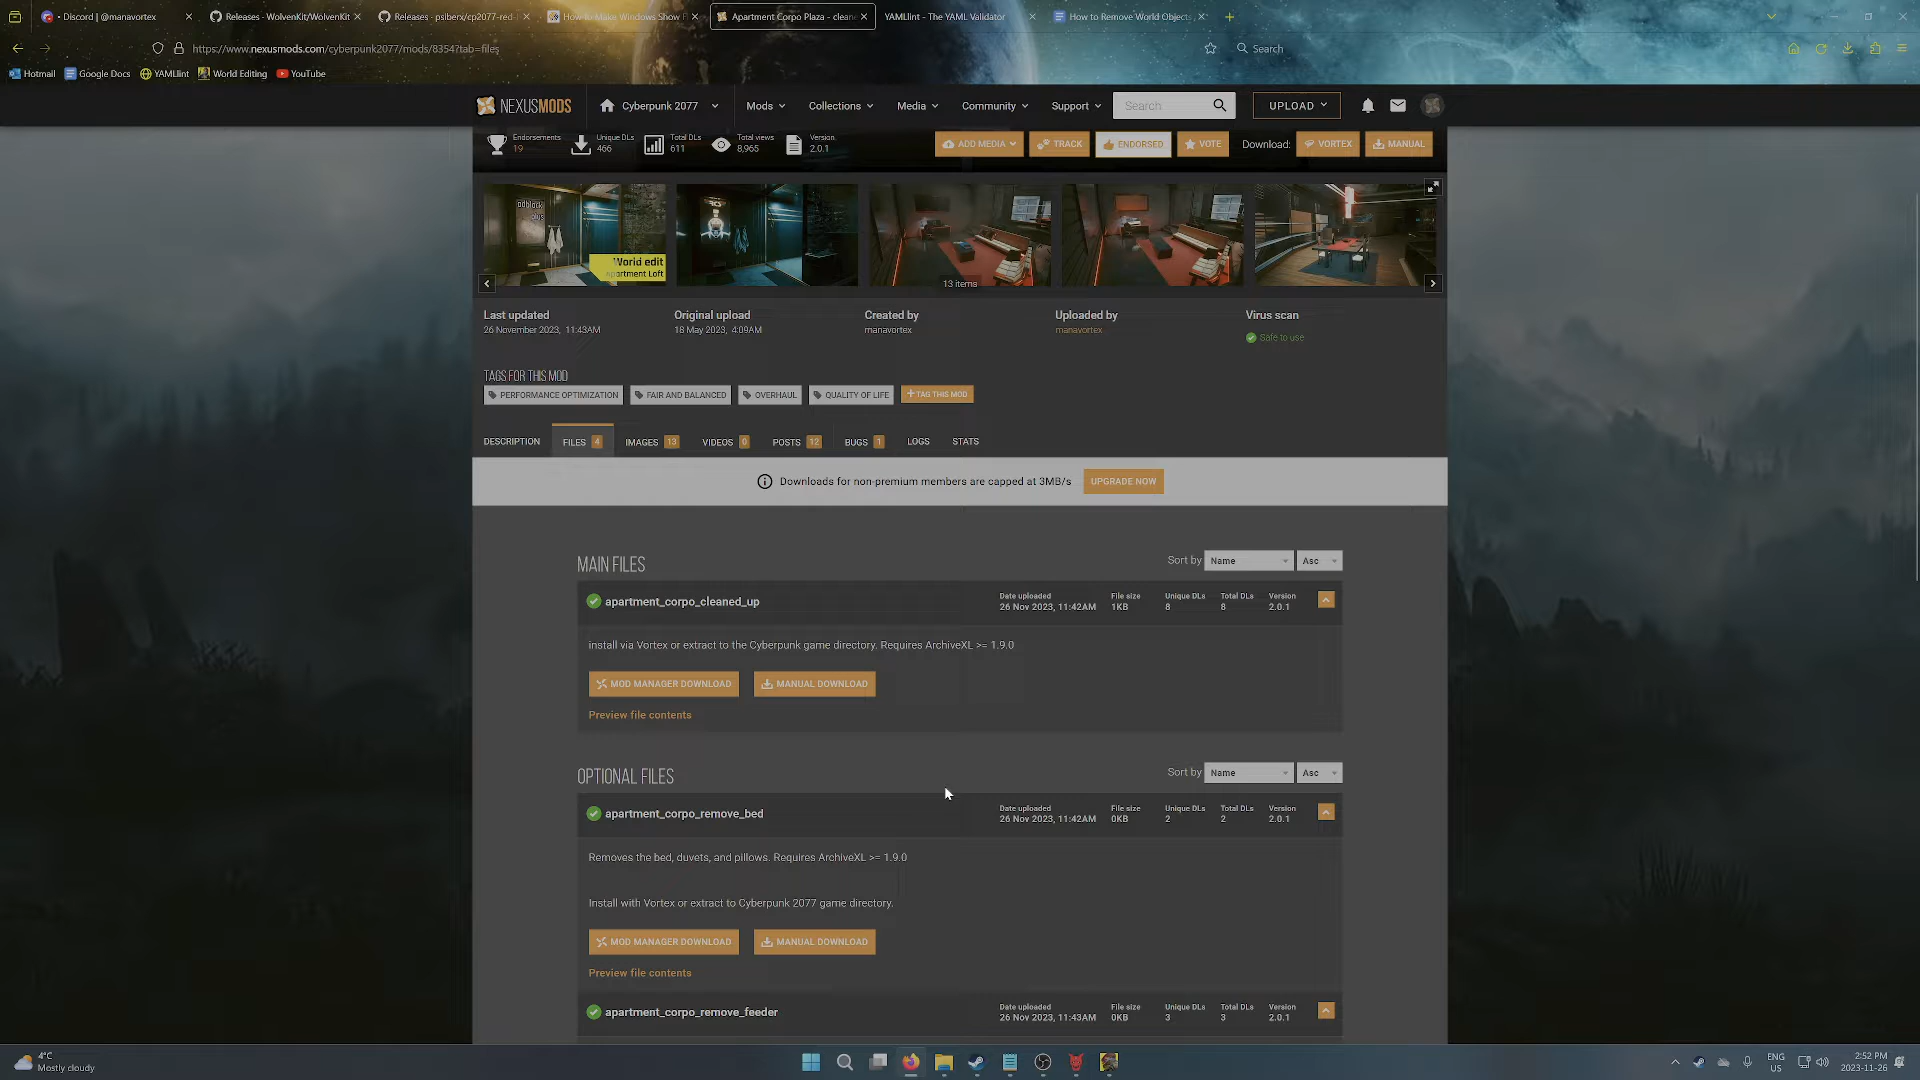 Discord | @manavortex
Releases · WolvenKit/WolvenKit
Releases · psiberx/cp2077-red-
How to Make Windows Show F
Apartment Corpo Plaza - clean
YAMLlint - The YAML Validator
How to Remove World Objects
https://www.nexusmods.com/cyberpunk2077/mods/8354?tab=files
Search
Hotmail
Google Docs
YAMLlint
World Editing
YouTube
NEXUSMODS
Cyberpunk 2077
Mods
Collections
Media
Community
Support
Search
UPLOAD
Endorsements
19
Unique DLs
466
Total DLs
611
Total views
8,965
Version
2.0.1
ADD MEDIA
TRACK
ENDORSED
VOTE
Download:
VORTEX
MANUAL
World edit
Apartment Loft
13 items
Last updated
26 November 2023, 11:43AM
Original upload
18 May 2023, 4:09AM
Created by
manavortex
Uploaded by
manavortex
Virus scan
Safe to use
TAGS FOR THIS MOD
PERFORMANCE OPTIMIZATION
FAIR AND BALANCED
OVERHAUL
QUALITY OF LIFE
+ TAG THIS MOD
DESCRIPTION
FILES 4
IMAGES 13
VIDEOS 0
POSTS 12
BUGS 1
LOGS
STATS
Downloads for non-premium members are capped at 3MB/s
UPGRADE NOW
MAIN FILES
Sort by
Name
Asc
apartment_corpo_cleaned_up
Date uploaded
26 Nov 2023, 11:42AM
File size
1KB
Unique DLs
8
Total DLs
8
Version
2.0.1
install via Vortex or extract to the Cyberpunk game directory. Requires ArchiveXL >= 1.9.0
MOD MANAGER DOWNLOAD
MANUAL DOWNLOAD
Preview file contents
OPTIONAL FILES
Sort by
Name
Asc
apartment_corpo_remove_bed
Date uploaded
26 Nov 2023, 11:42AM
File size
0KB
Unique DLs
2
Total DLs
2
Version
2.0.1
Removes the bed, duvets, and pillows. Requires ArchiveXL >= 1.9.0
Install with Vortex or extract to Cyberpunk 2077 game directory.
MOD MANAGER DOWNLOAD
MANUAL DOWNLOAD
Preview file contents
apartment_corpo_remove_feeder
Date uploaded
26 Nov 2023, 11:43AM
File size
0KB
Unique DLs
3
Total DLs
3
Version
2.0.1
4°C
Mostly cloudy
ENG
US
2:52 PM
2023-11-26